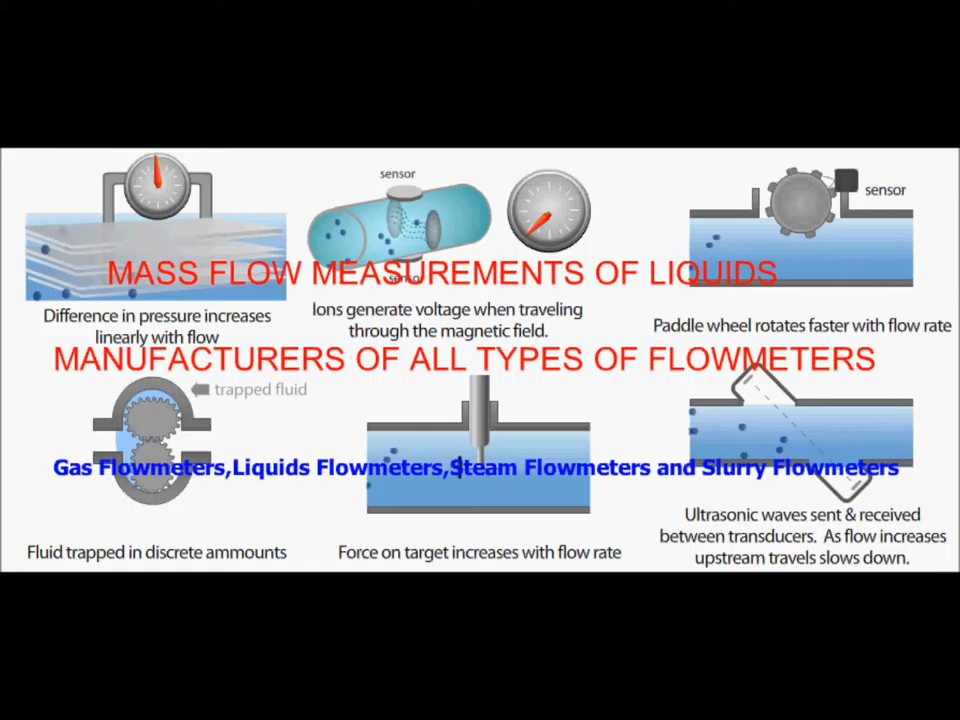 sensor
sensor
sensor
MASS FLOW MEASUREMENTS OF LIQUIDS
Difference in pressure increases
linearly with flow
Ions generate voltage when traveling
through the magnetic field.
Paddle wheel rotates faster with flow rate
MANUFACTURERS OF ALL TYPES OF FLOWMETERS
trapped fluid
Gas Flowmeters,Liquids Flowmeters,Steam Flowmeters and Slurry Flowmeters
Fluid trapped in discrete ammounts
Force on target increases with flow rate
Ultrasonic waves sent & received
between transducers. As flow increases
upstream travels slows down.